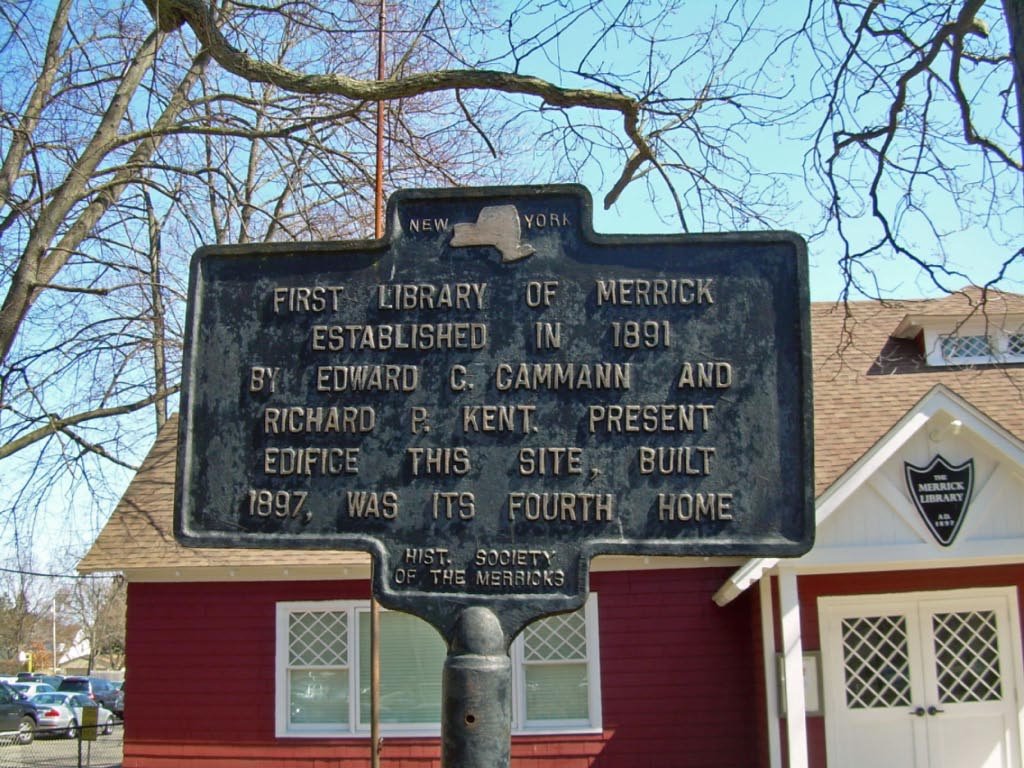 NEW YORK
FIRST LIBRARY OF MERRICK
ESTABLISHED IN 1891
BY EDWARD C. CAMMANN AND
RICHARD P. KENT. PRESENT
EDIFICE THIS SITE, BUILT
1897, WAS ITS FOURTH HOME
HIST. SOCIETY
OF THE MERRICKS
THE
MERRICK
LIBRARY
A.D.
1897